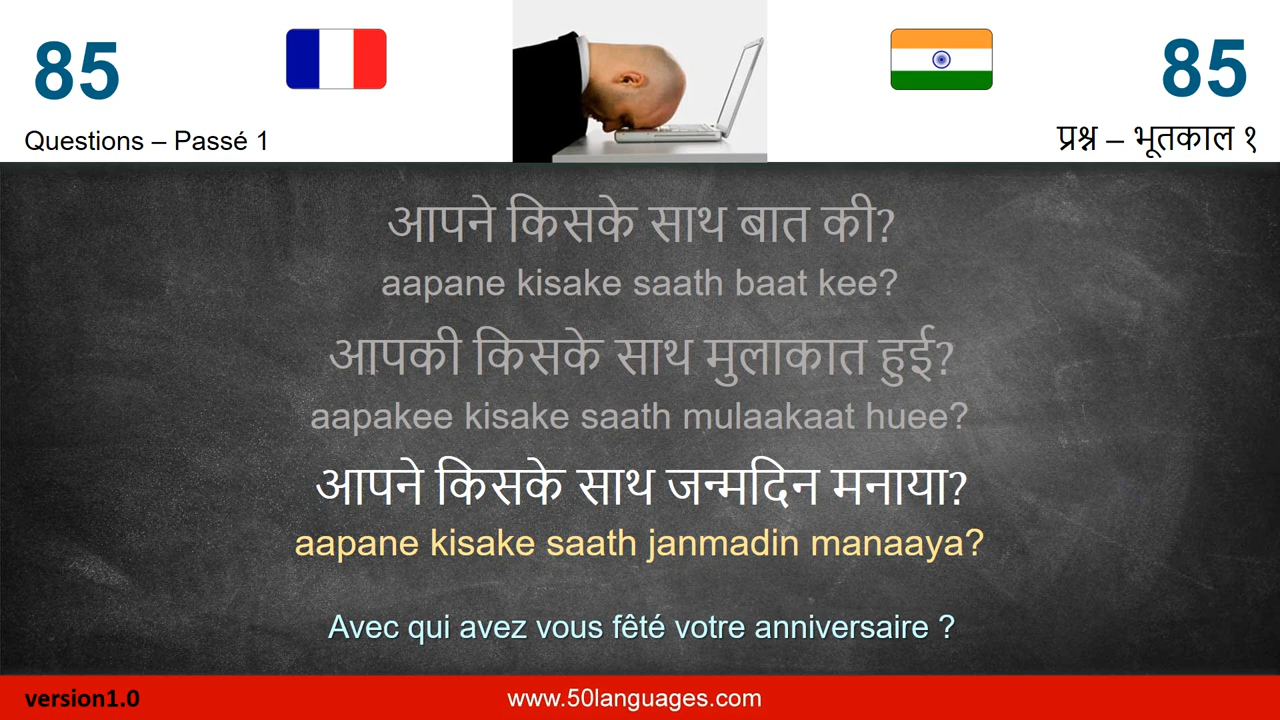 85
85
Questions – Passé 1
प्रश्न – भूतकाल १
आपने किसके साथ बात की?
aapane kisake saath baat kee?
आपकी किसके साथ मुलाकात हुई?
aapakee kisake saath mulaakaat huee?
आपने किसके साथ जन्मदिन मनाया?
aapane kisake saath janmadin manaaya?
Avec qui avez vous fêté votre anniversaire ?
version1.0
www.50languages.com